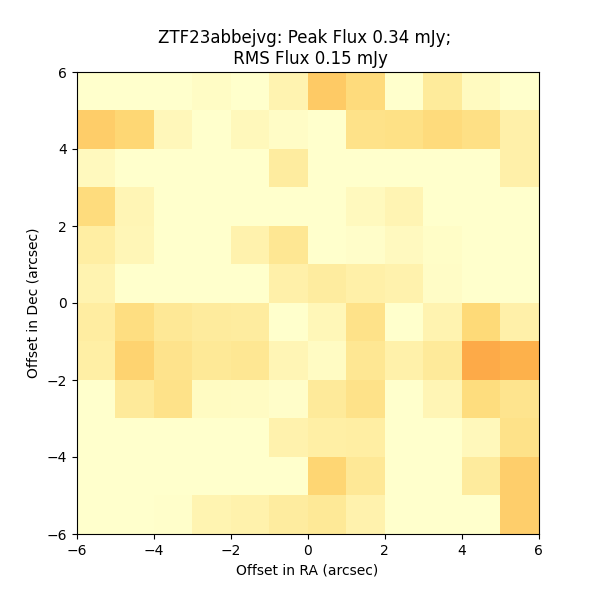 ZTF23abbejvg: Peak Flux 0.34 mJy;
RMS Flux 0.15 mJy
6
4
2
0
−2
−4
−6
Offset in Dec (arcsec)
−6 −4 −2 0 2 4 6
Offset in RA (arcsec)